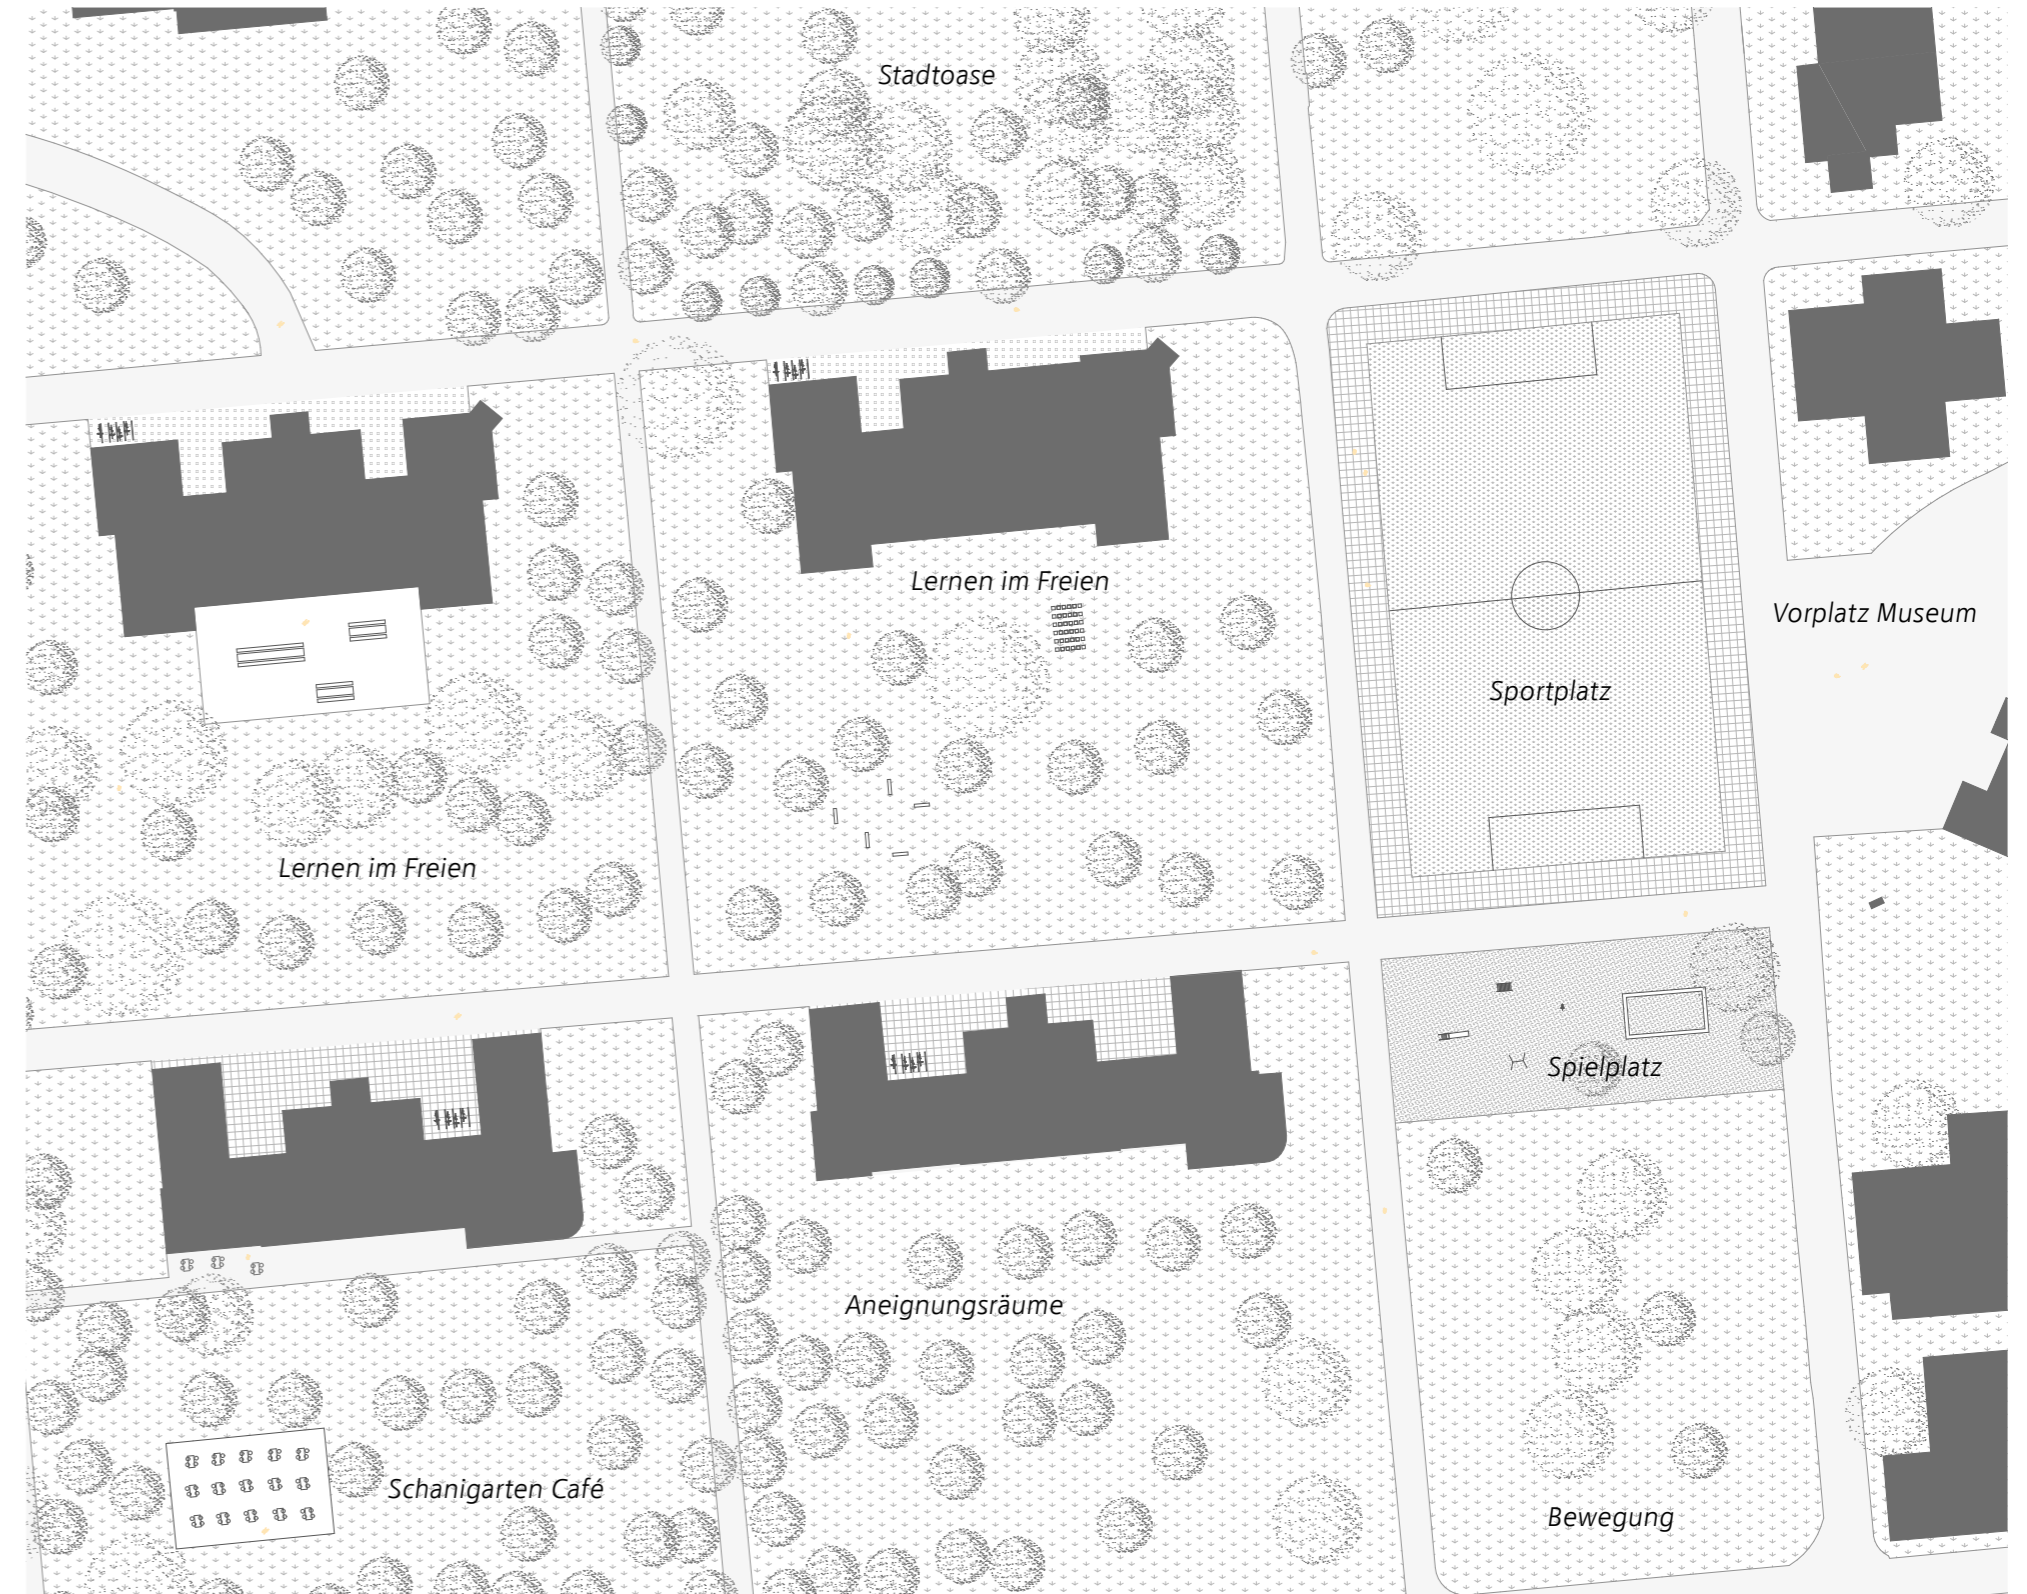 Stadtoase
Lernen im Freien
Vorplatz Museum
Sportplatz
Lernen im Freien
Spielplatz
Aneignungsräume
Schanigarten Café
Bewegung